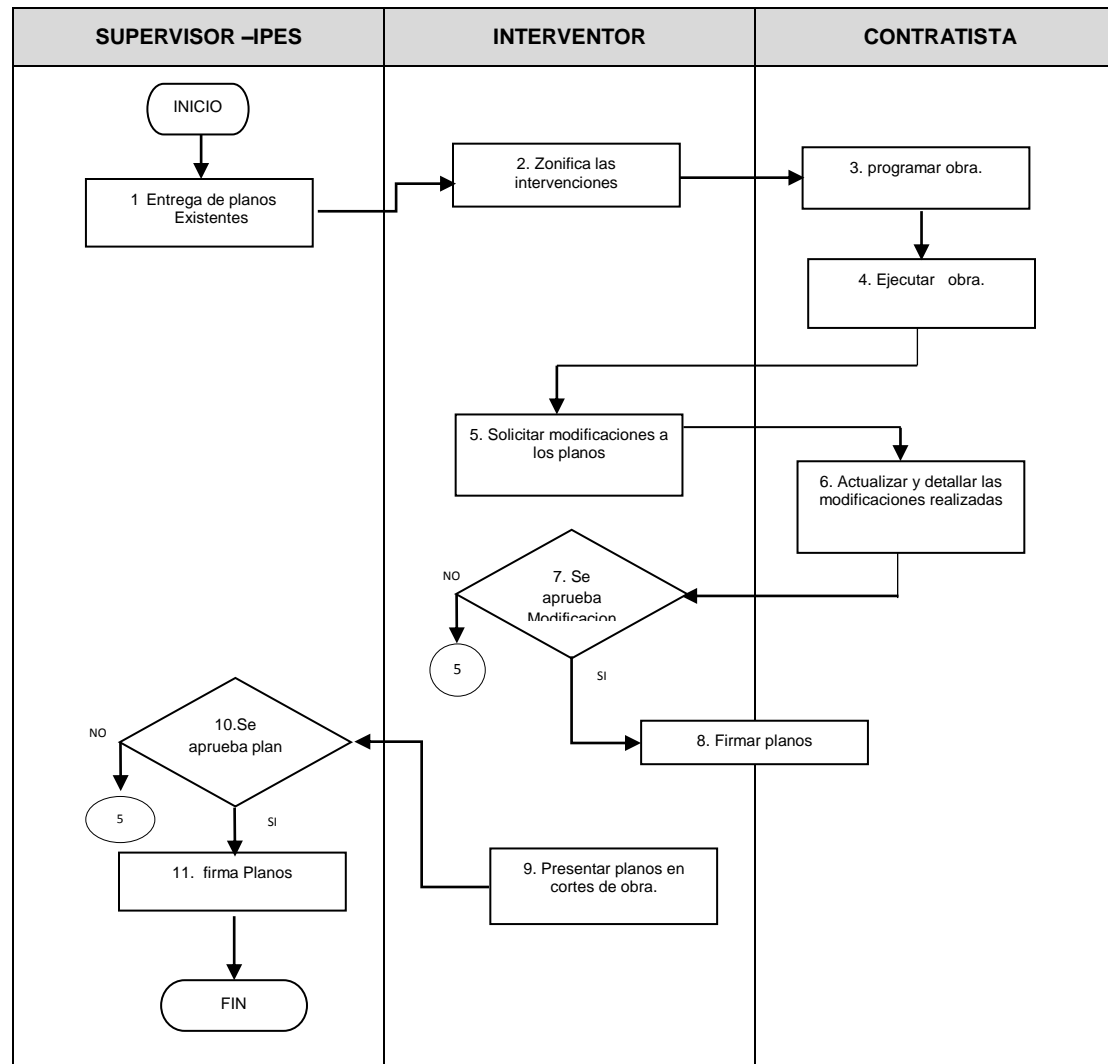 SUPERVISOR –IPES
INTERVENTOR
CONTRATISTA
INICIO
1 Entrega de planos
Existentes
2. Zonifica las
intervenciones
3. programar obra.
4. Ejecutar obra.
5. Solicitar modificaciones a
los planos
6. Actualizar y detallar las
modificaciones realizadas
7. Se
aprueba
Modificacion
NO
5
SI
8. Firmar planos
9. Presentar planos en
cortes de obra.
10.Se
aprueba plan
NO
5
SI
11. firma Planos
FIN